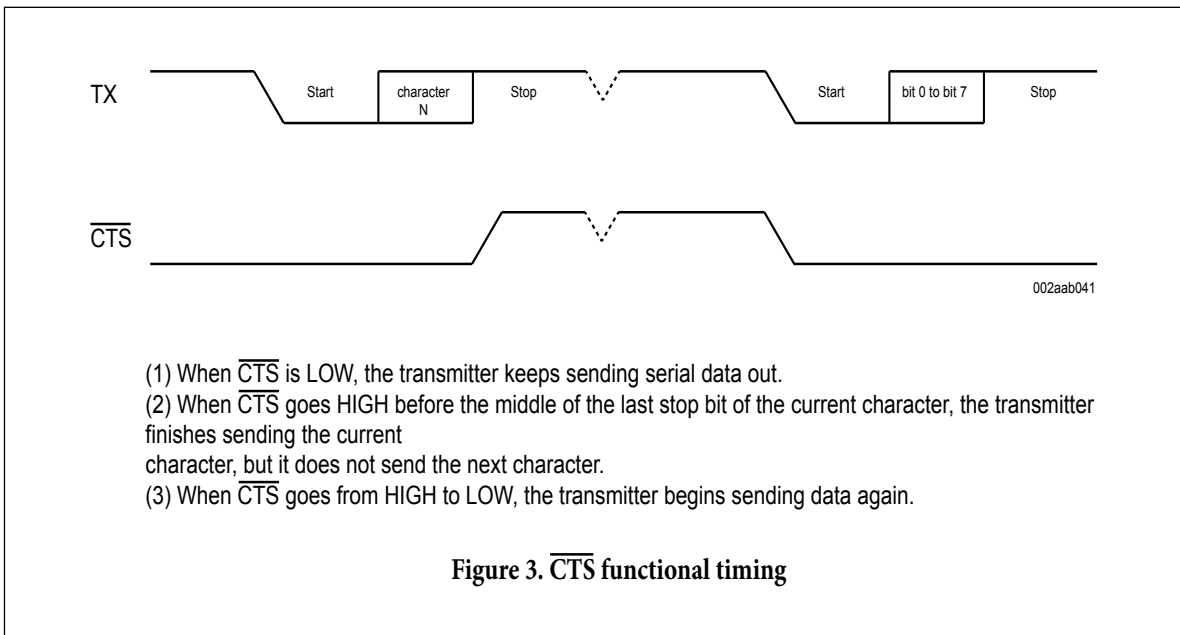 TX
Start
character
N
Stop
Start
bit 0 to bit 7
Stop
CTS
002aab041
(1) When CTS is LOW, the transmitter keeps sending serial data out.
(2) When CTS goes HIGH before the middle of the last stop bit of the current character, the transmitter
finishes sending the current
character, but it does not send the next character.
(3) When CTS goes from HIGH to LOW, the transmitter begins sending data again.
Figure 3. CTS functional timing